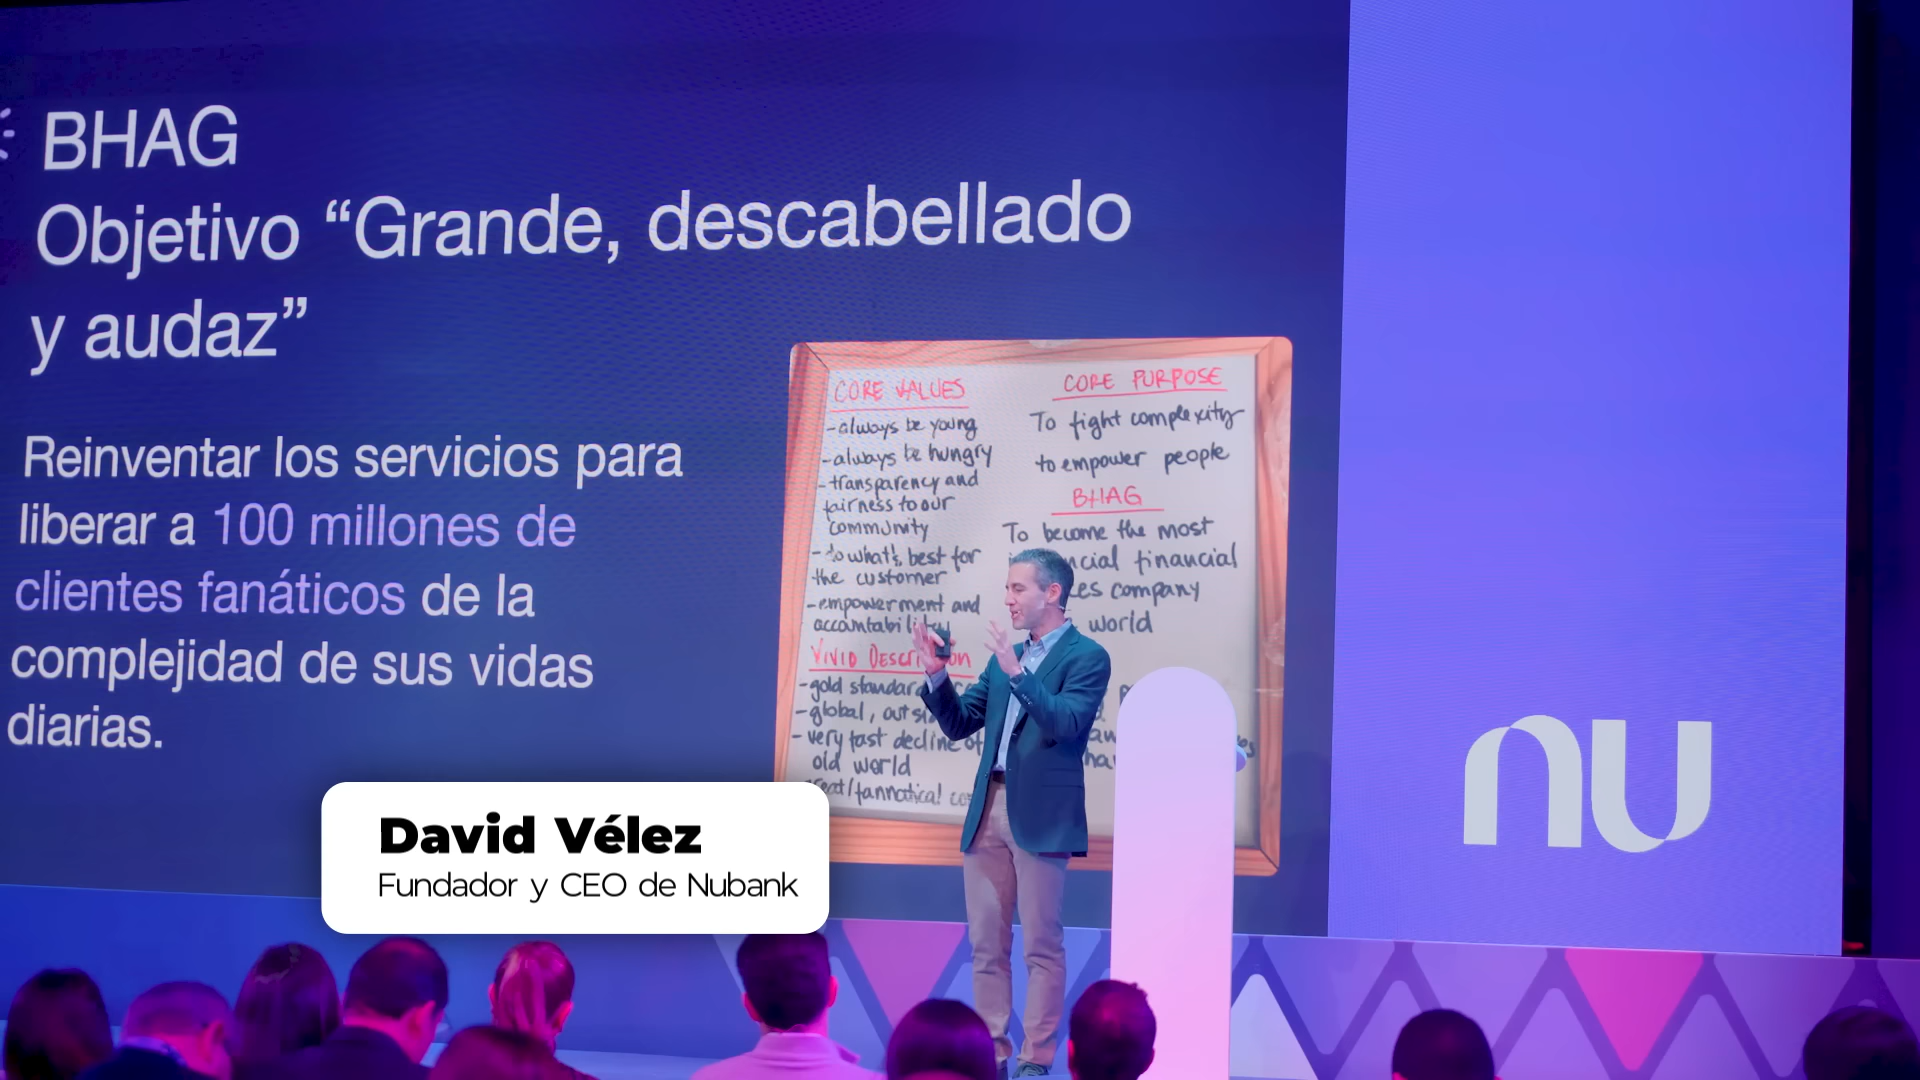 BHAG
Objetivo “Grande, descabellado
y audaz”
Reinventar los servicios para
liberar a 100 millones de
clientes fanáticos de la
complejidad de sus vidas
diarias.
CORE VALUES
-always be young
-always be hungry
-transparency and
fairness to our
community
-do what's best for
the customer
-empowerment and
accountability
VIVID
-gold standard
-global,
-very fast decline of
old world
CORE PURPOSE
To fight complexity
to empower people
BHAG
To become the most
financial
company
world
nu
David Vélez
Fundador y CEO de Nubank